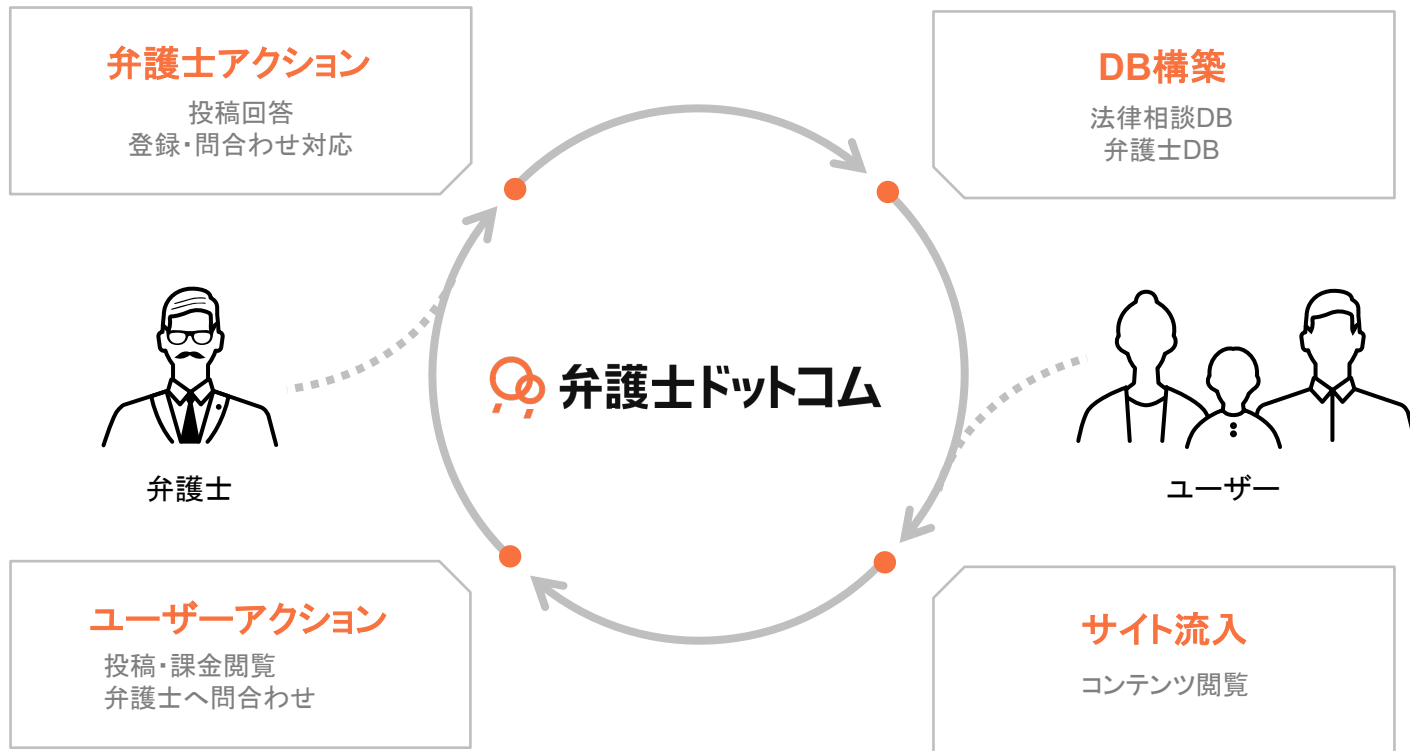 弁護士アクション
投稿回答
登録・問合わせ対応
DB構築
法律相談DB
弁護士DB
弁護士ドットコム
弁護士
ユーザー
ユーザーアクション
投稿・課金閲覧
弁護士へ問合わせ
サイト流入
コンテンツ閲覧